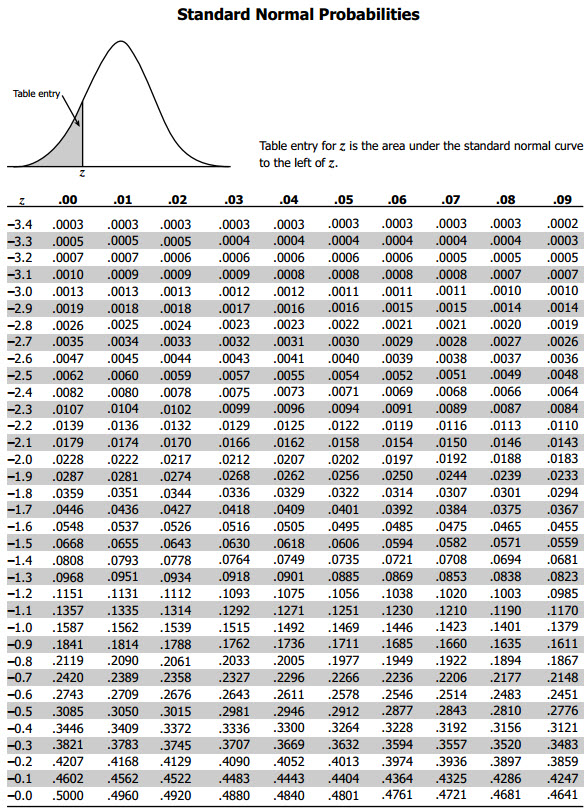 Standard Normal Probabilities
Table entry
z
Table entry for z is the area under the standard normal curve
to the left of z.
z .00 .01 .02 .03 .04 .05 .06 .07 .08 .09
−3.4 .0003 .0003 .0003 .0003 .0003 .0003 .0003 .0003 .0003 .0002
−3.3 .0005 .0005 .0005 .0004 .0004 .0004 .0004 .0004 .0004 .0003
−3.2 .0007 .0007 .0006 .0006 .0006 .0006 .0006 .0005 .0005 .0005
−3.1 .0010 .0009 .0009 .0009 .0008 .0008 .0008 .0008 .0007 .0007
−3.0 .0013 .0013 .0013 .0012 .0012 .0011 .0011 .0011 .0010 .0010
−2.9 .0019 .0018 .0018 .0017 .0016 .0016 .0015 .0015 .0014 .0014
−2.8 .0026 .0025 .0024 .0023 .0023 .0022 .0021 .0021 .0020 .0019
−2.7 .0035 .0034 .0033 .0032 .0031 .0030 .0029 .0028 .0027 .0026
−2.6 .0047 .0045 .0044 .0043 .0041 .0040 .0039 .0038 .0037 .0036
−2.5 .0062 .0060 .0059 .0057 .0055 .0054 .0052 .0051 .0049 .0048
−2.4 .0082 .0080 .0078 .0075 .0073 .0071 .0069 .0068 .0066 .0064
−2.3 .0107 .0104 .0102 .0099 .0096 .0094 .0091 .0089 .0087 .0084
−2.2 .0139 .0136 .0132 .0129 .0125 .0122 .0119 .0116 .0113 .0110
−2.1 .0179 .0174 .0170 .0166 .0162 .0158 .0154 .0150 .0146 .0143
−2.0 .0228 .0222 .0217 .0212 .0207 .0202 .0197 .0192 .0188 .0183
−1.9 .0287 .0281 .0274 .0268 .0262 .0256 .0250 .0244 .0239 .0233
−1.8 .0359 .0351 .0344 .0336 .0329 .0322 .0314 .0307 .0301 .0294
−1.7 .0446 .0436 .0427 .0418 .0409 .0401 .0392 .0384 .0375 .0367
−1.6 .0548 .0537 .0526 .0516 .0505 .0495 .0485 .0475 .0465 .0455
−1.5 .0668 .0655 .0643 .0630 .0618 .0606 .0594 .0582 .0571 .0559
−1.4 .0808 .0793 .0778 .0764 .0749 .0735 .0721 .0708 .0694 .0681
−1.3 .0968 .0951 .0934 .0918 .0901 .0885 .0869 .0853 .0838 .0823
−1.2 .1151 .1131 .1112 .1093 .1075 .1056 .1038 .1020 .1003 .0985
−1.1 .1357 .1335 .1314 .1292 .1271 .1251 .1230 .1210 .1190 .1170
−1.0 .1587 .1562 .1539 .1515 .1492 .1469 .1446 .1423 .1401 .1379
−0.9 .1841 .1814 .1788 .1762 .1736 .1711 .1685 .1660 .1635 .1611
−0.8 .2119 .2090 .2061 .2033 .2005 .1977 .1949 .1922 .1894 .1867
−0.7 .2420 .2389 .2358 .2327 .2296 .2266 .2236 .2206 .2177 .2148
−0.6 .2743 .2709 .2676 .2643 .2611 .2578 .2546 .2514 .2483 .2451
−0.5 .3085 .3050 .3015 .2981 .2946 .2912 .2877 .2843 .2810 .2776
−0.4 .3446 .3409 .3372 .3336 .3300 .3264 .3228 .3192 .3156 .3121
−0.3 .3821 .3783 .3745 .3707 .3669 .3632 .3594 .3557 .3520 .3483
−0.2 .4207 .4168 .4129 .4090 .4052 .4013 .3974 .3936 .3897 .3859
−0.1 .4602 .4562 .4522 .4483 .4443 .4404 .4364 .4325 .4286 .4247
−0.0 .5000 .4960 .4920 .4880 .4840 .4801 .4761 .4721 .4681 .4641